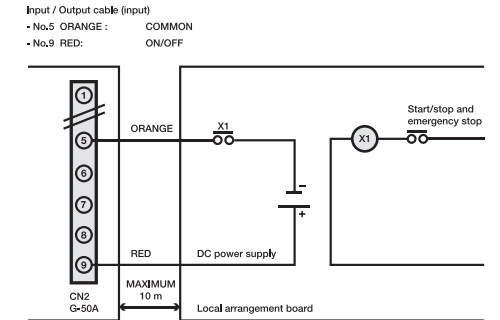 Input / Output cable (input)
- No.5 ORANGE : COMMON
- No.9 RED: ON/OFF
1
5
6
7
8
9
ORANGE
X1
X1
Start/stop and
emergency stop
-
+
RED
DC power supply
MAXIMUM
10 m
CN2
G-50A
Local arrangement board